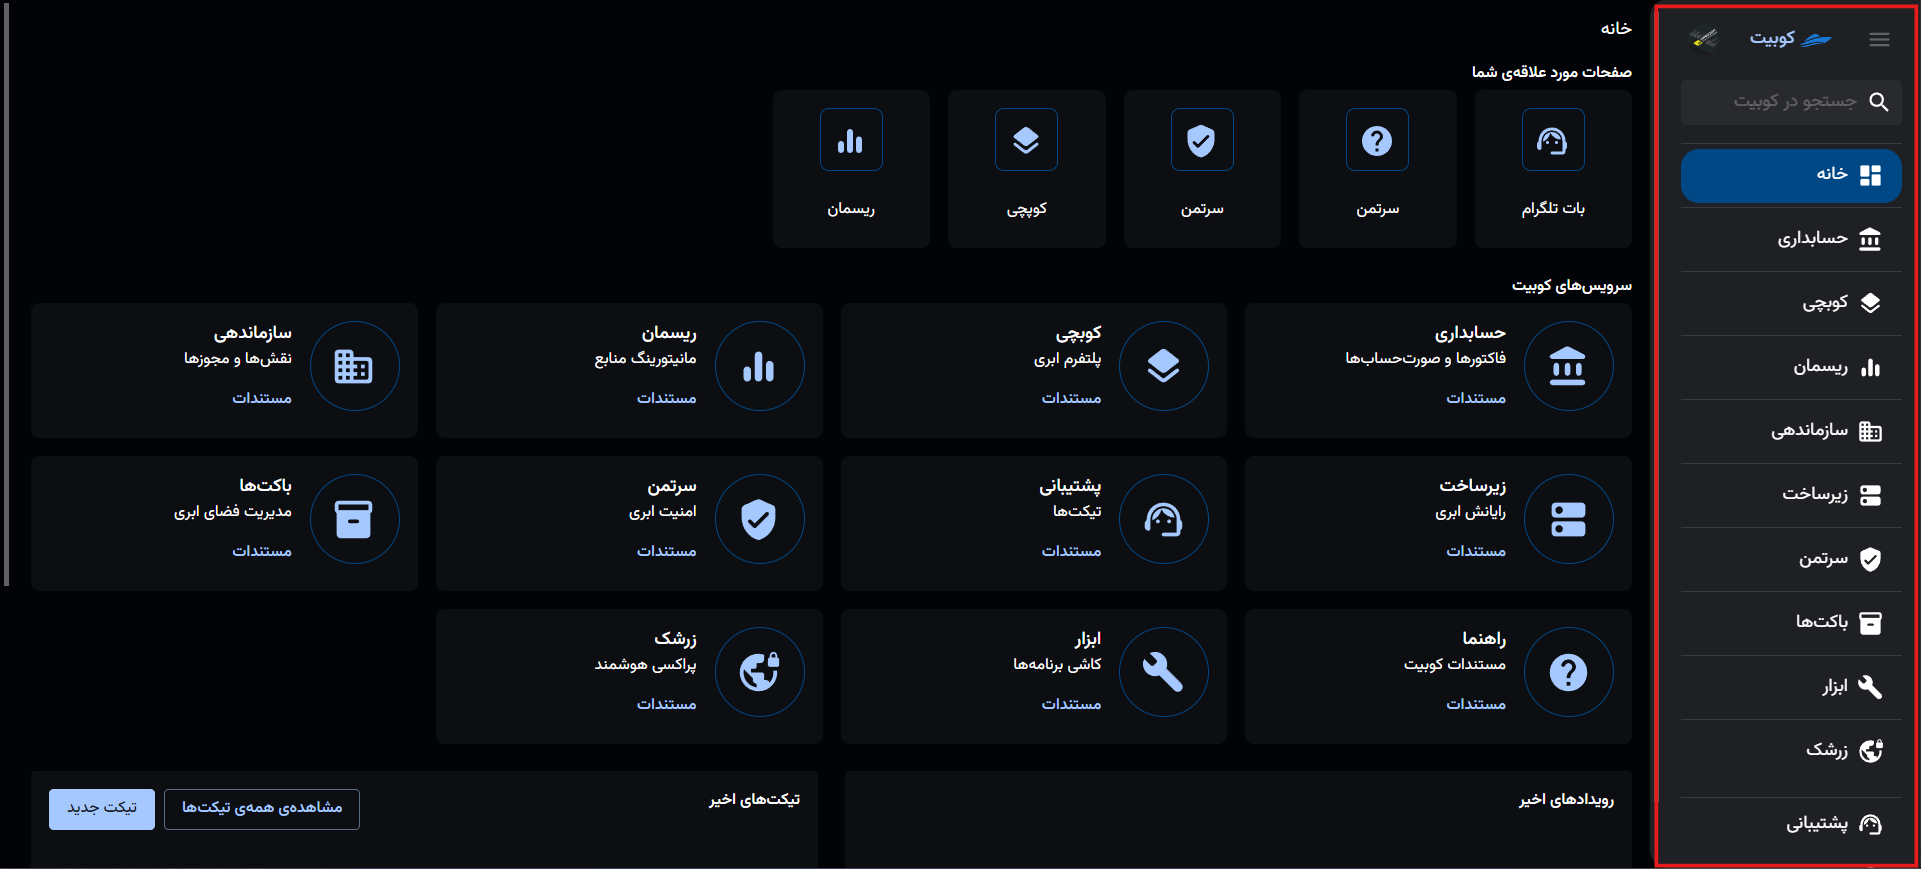 کوبیت
جستجو در کوبیت
خانه
حسابداری
کوبچی
ریسمان
سازماندهی
زیرساخت
سرتمن
باکت‌ها
ابزار
زرشک
پشتیبانی
خانه
صفحات مورد علاقه‌ی شما
بات تلگرام
سرتمن
سرتمن
کوبچی
ریسمان
سرویس‌های کوبیت
حسابداری
فاکتورها و صورت‌حساب‌ها
مستندات
کوبچی
پلتفرم ابری
مستندات
ریسمان
مانیتورینگ منابع
مستندات
سازماندهی
نقش‌ها و مجوزها
مستندات
زیرساخت
رایانش ابری
مستندات
پشتیبانی
تیکت‌ها
مستندات
سرتمن
امنیت ابری
مستندات
باکت‌ها
مدیریت فضای ابری
مستندات
راهنما
مستندات کوبیت
مستندات
ابزار
کاشی برنامه‌ها
مستندات
زرشک
پراکسی هوشمند
مستندات
رویدادهای اخیر
تیکت‌های اخیر
مشاهده‌ی همه‌ی تیکت‌ها
تیکت جدید